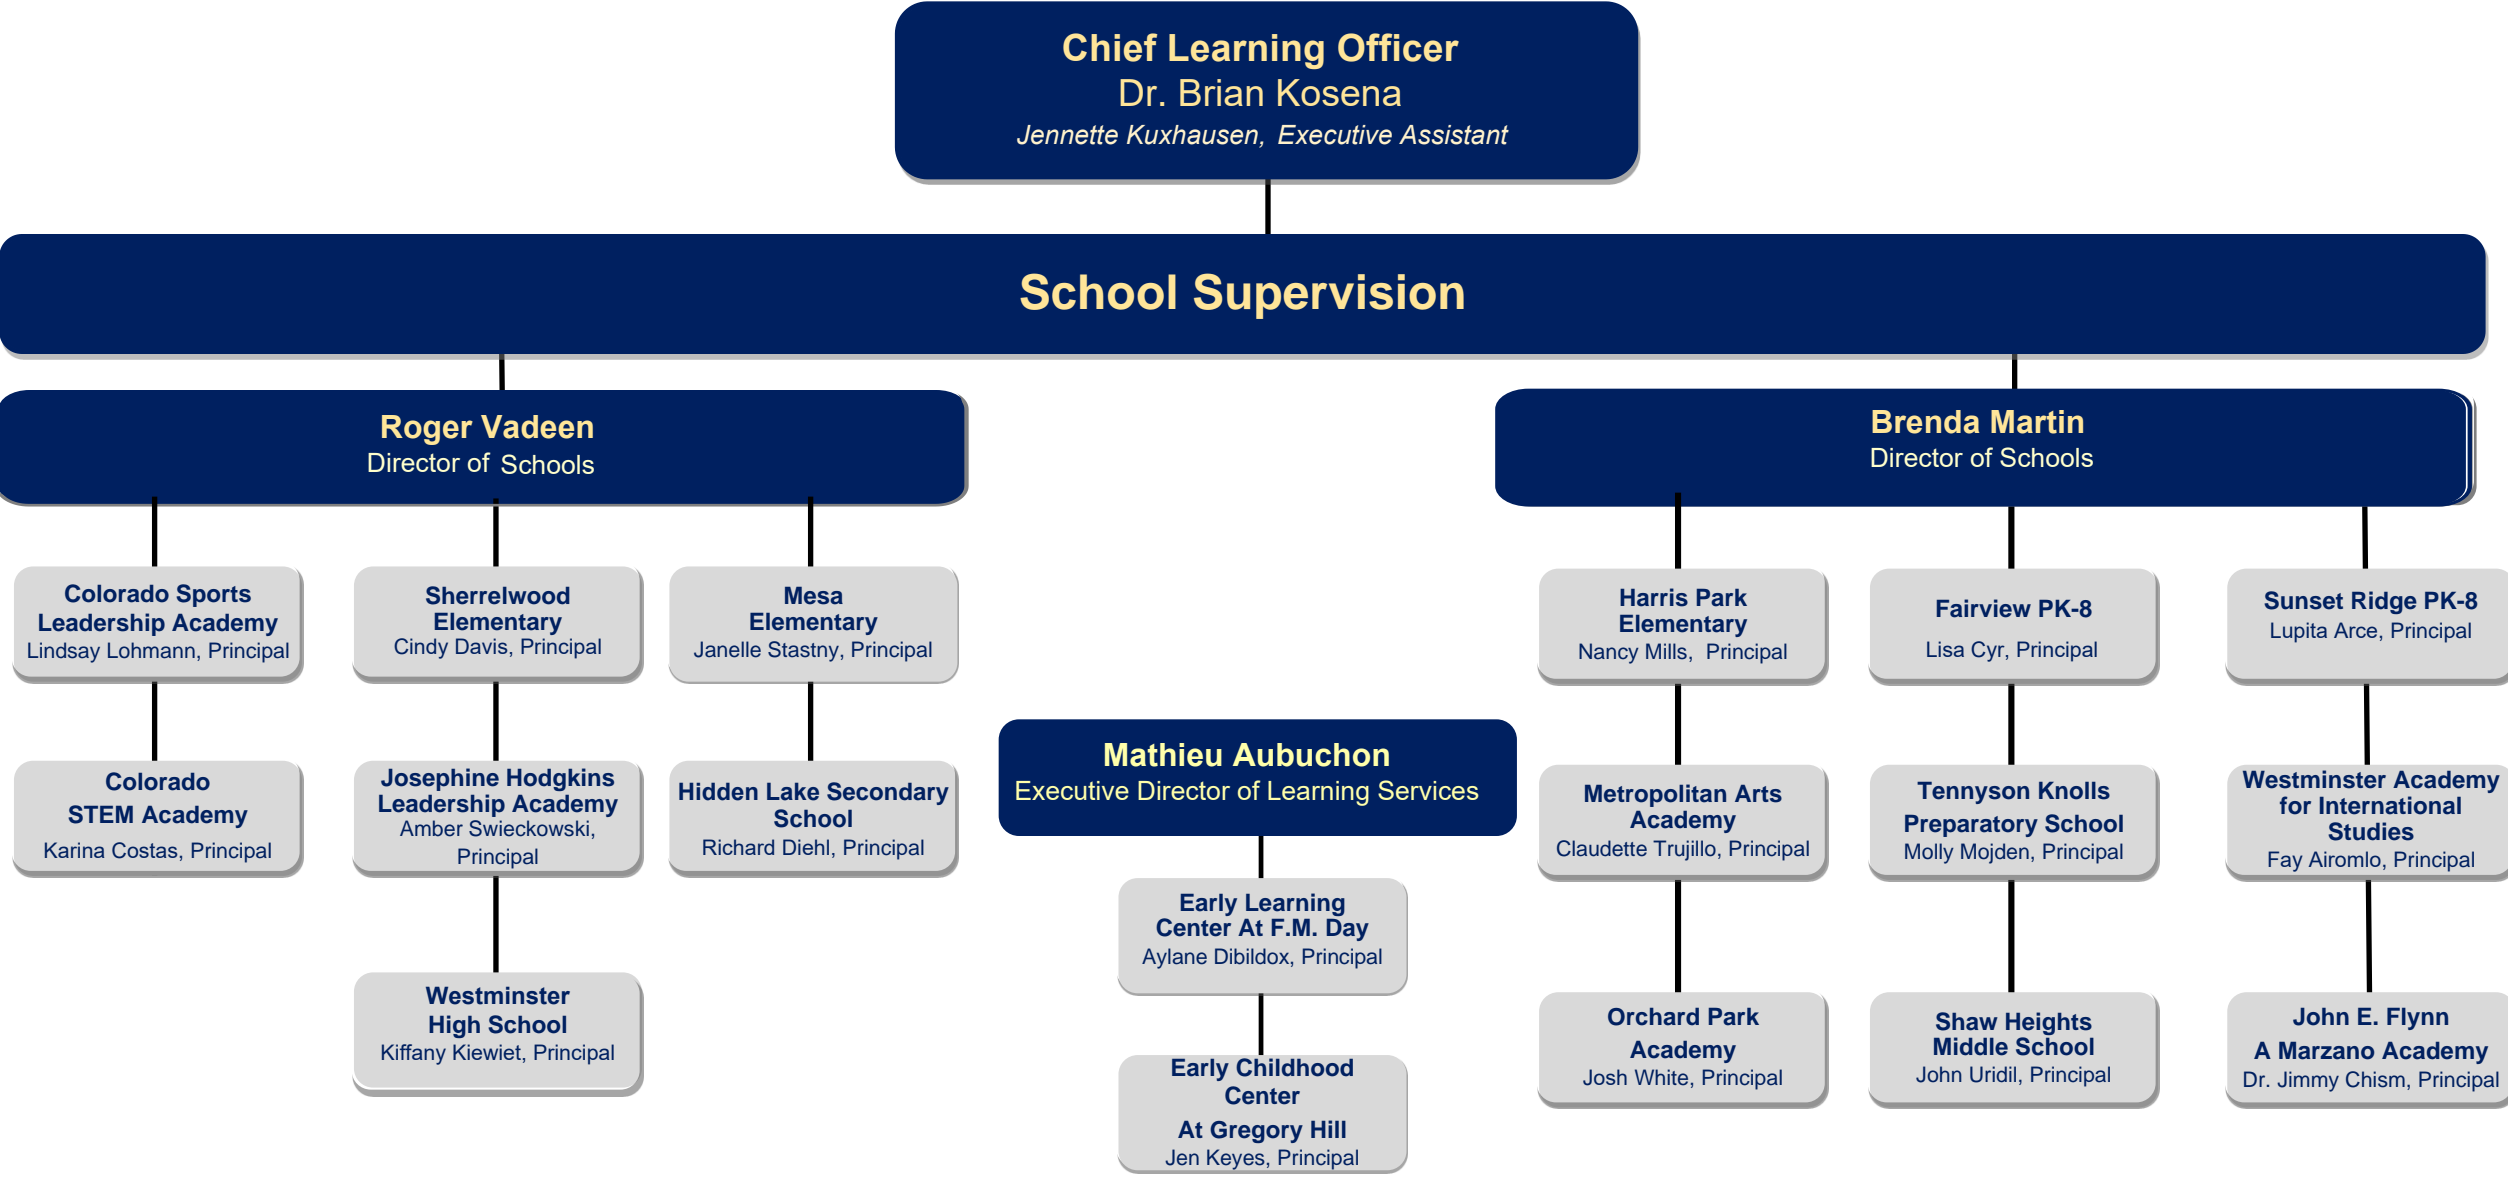 Chief Learning Officer
Dr. Brian Kosena
Jennette Kuxhausen, Executive Assistant
School Supervision
Roger Vadeen
Director of Schools
Brenda Martin
Director of Schools
Colorado Sports
Leadership Academy
Lindsay Lohmann, Principal
Sherrelwood
Elementary
Cindy Davis, Principal
Mesa
Elementary
Janelle Stastny, Principal
Harris Park
Elementary
Nancy Mills, Principal
Fairview PK-8
Lisa Cyr, Principal
Sunset Ridge PK-8
Lupita Arce, Principal
Colorado
STEM Academy
Karina Costas, Principal
Josephine Hodgkins
Leadership Academy
Amber Swieckowski,
Principal
Hidden Lake Secondary
School
Richard Diehl, Principal
Mathieu Aubuchon
Executive Director of Learning Services
Metropolitan Arts
Academy
Claudette Trujillo, Principal
Tennyson Knolls
Preparatory School
Molly Mojden, Principal
Westminster Academy
for International
Studies
Fay Airomlo, Principal
Early Learning
Center At F.M. Day
Aylane Dibildox, Principal
Westminster
High School
Kiffany Kiewiet, Principal
Early Childhood
Center
At Gregory Hill
Jen Keyes, Principal
Orchard Park
Academy
Josh White, Principal
Shaw Heights
Middle School
John Uridil, Principal
John E. Flynn
A Marzano Academy
Dr. Jimmy Chism, Principal